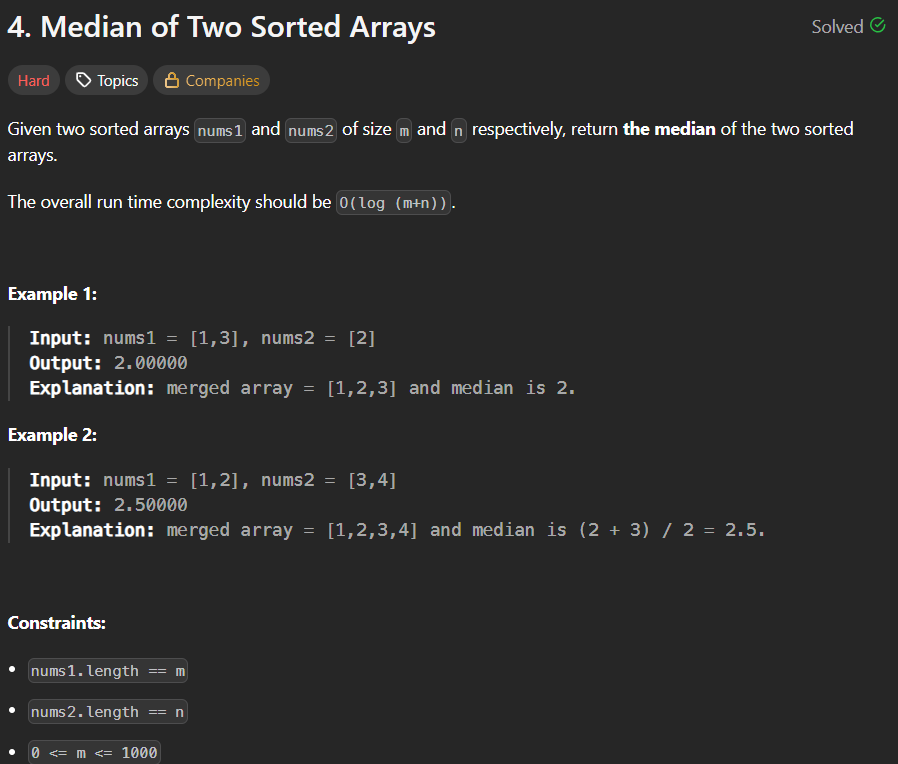 4. Median of Two Sorted Arrays
Solved
Hard Topics Companies
Given two sorted arrays nums1 and nums2 of size m and n respectively, return the median of the two sorted
arrays.
The overall run time complexity should be O(log (m+n)).
Example 1:
Input: nums1 = [1,3], nums2 = [2]
Output: 2.00000
Explanation: merged array = [1,2,3] and median is 2.
Example 2:
Input: nums1 = [1,2], nums2 = [3,4]
Output: 2.50000
Explanation: merged array = [1,2,3,4] and median is (2 + 3) / 2 = 2.5.
Constraints:
• nums1.length == m
• nums2.length == n
• 0 <= m <= 1000